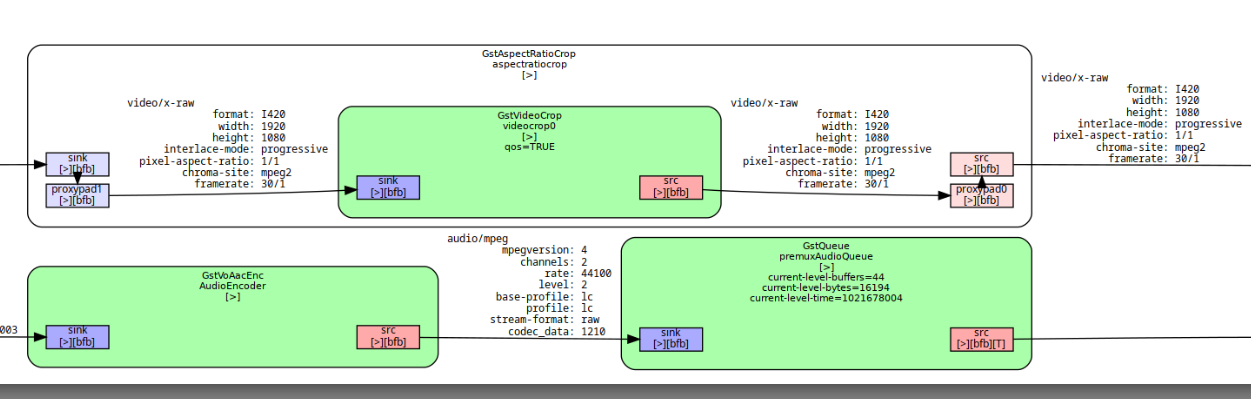 GstAspectRatioCrop
aspectratiocrop
[>]
video/x-raw
format: I420
width: 1920
height: 1080
interlace-mode: progressive
pixel-aspect-ratio: 1/1
chroma-site: mpeg2
framerate: 30/1
sink
[>][bfb]
proxypad1
[>][bfb]
GstVideoCrop
videocrop0
[>]
qos=TRUE
sink
[>][bfb]
src
[>][bfb]
video/x-raw
format: I420
width: 1920
height: 1080
interlace-mode: progressive
pixel-aspect-ratio: 1/1
chroma-site: mpeg2
framerate: 30/1
src
[>][bfb]
proxypad0
[>][bfb]
video/x-raw
format: I420
width: 1920
height: 1080
interlace-mode: progressive
pixel-aspect-ratio: 1/1
chroma-site: mpeg2
framerate: 30/1
003
GstVoAacEnc
AudioEncoder
[>]
sink
[>][bfb]
src
[>][bfb]
audio/mpeg
mpegversion: 4
channels: 2
rate: 44100
level: 2
base-profile: lc
profile: lc
stream-format: raw
codec_data: 1210
GstQueue
premuxAudioQueue
[>]
current-level-buffers=44
current-level-bytes=16194
current-level-time=1021678004
sink
[>][bfb]
src
[>][bfb][T]